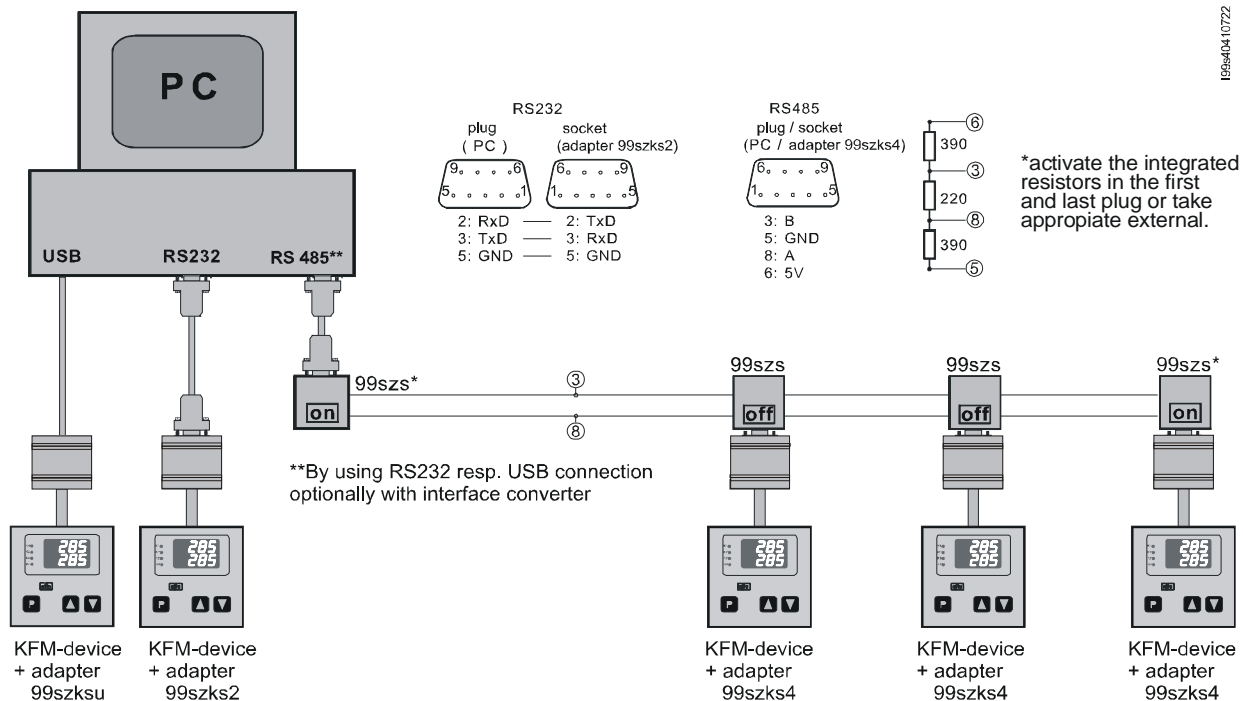 I99s40410722
PC
RS232
plug
( PC )
socket
(adapter 99szks2)
9 6
5 1
6 9
1 5
2: RxD — 2: TxD
3: TxD — 3: RxD
5: GND — 5: GND
RS485
plug / socket
(PC / adapter 99szks4)
6 9
1 5
3: B
5: GND
8: A
6: 5V
6
390
3
220
8
390
5
*activate the integrated
resistors in the first
and last plug or take
appropiate external.
USB RS232 RS 485**
99szs*
on
3
8
99szs
off
99szs
off
99szs*
on
**By using RS232 resp. USB connection
optionally with interface converter
285
285
P
285
285
P
285
285
P
285
285
P
285
285
P
KFM-device
+ adapter
99szksu
KFM-device
+ adapter
99szks2
KFM-device
+ adapter
99szks4
KFM-device
+ adapter
99szks4
KFM-device
+ adapter
99szks4